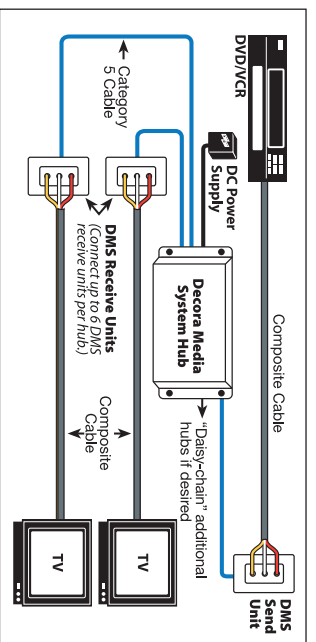 DVD/VCR
Composite Cable
DMS
Send
Unit
DC Power
Supply
Category
5 Cable
Decora Media
System Hub
"Daisy-chain" additional
hubs if desired
DMS Receive Units
(Connect up to 6 DMS
receive units per hub.)
Composite
Cable
TV
TV